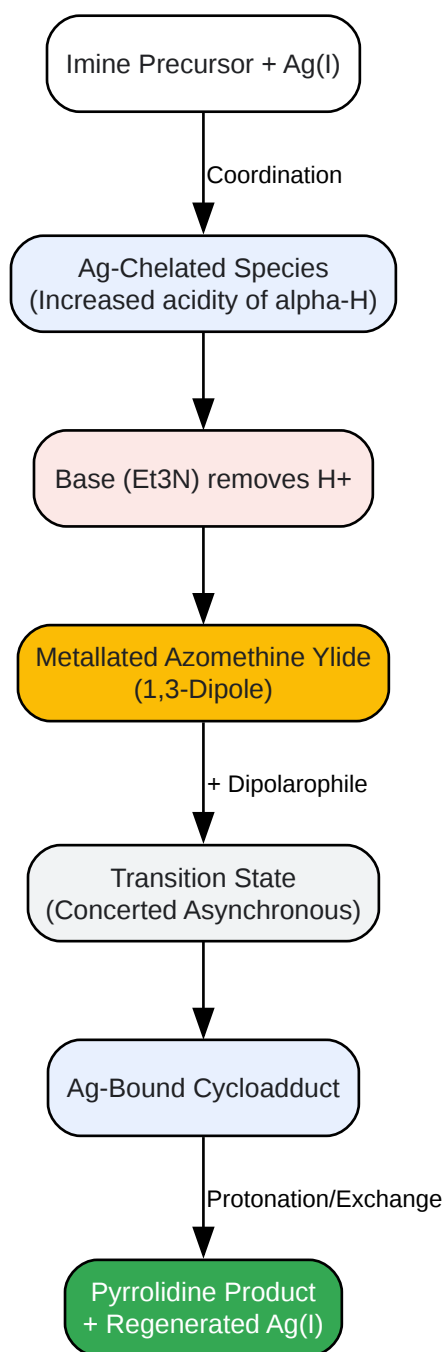 Imine Precursor + Ag(I)
Coordination
Ag-Chelated Species
(Increased acidity of alpha-H)
Base (Et3N) removes H+
Metallated Azomethine Ylide
(1,3-Dipole)
+ Dipolarophile
Transition State
(Concerted Asynchronous)
Ag-Bound Cycloadduct
Protonation/Exchange
Pyrrolidine Product
+ Regenerated Ag(I)